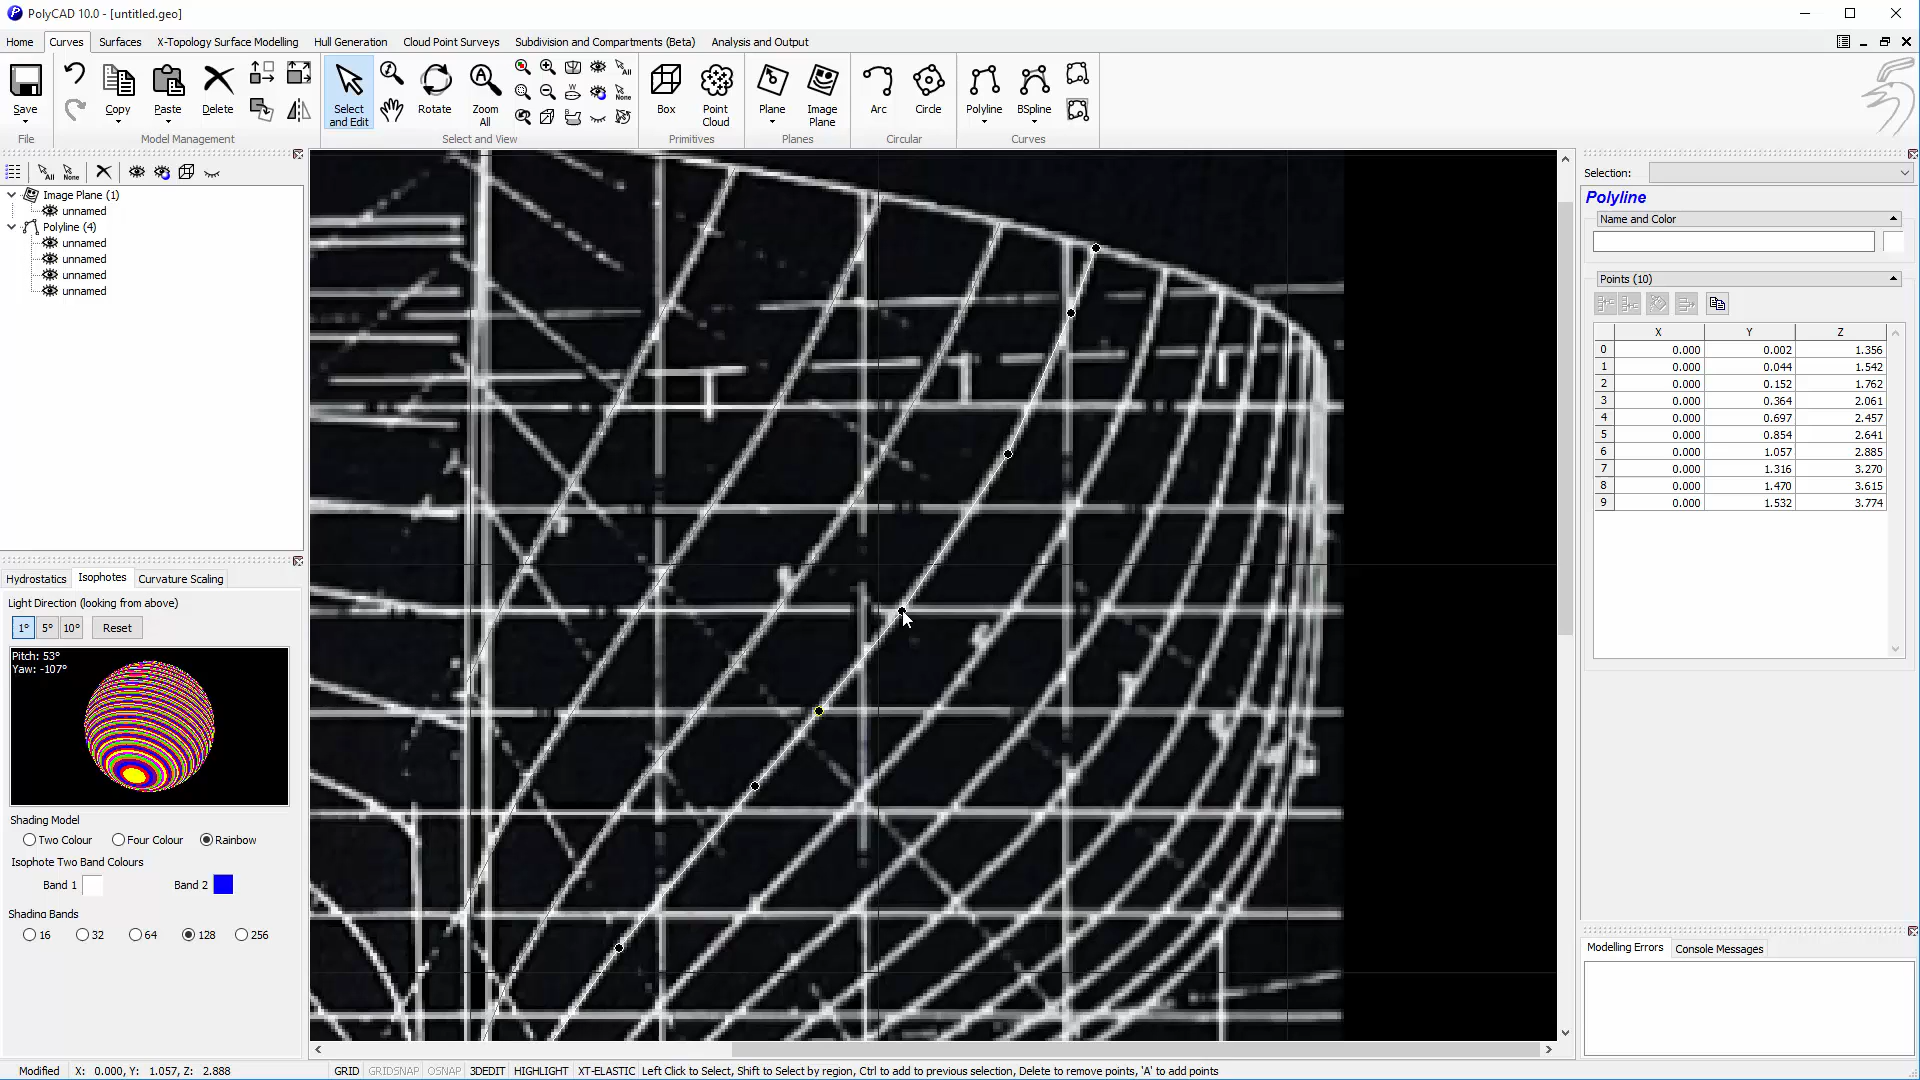 PolyCAD 10.0 - [untitled.geo]
Home Curves Surfaces X-Topology Surface Modelling Hull Generation Cloud Point Surveys Subdivision and Compartments (Beta) Analysis and Output
Save Copy Paste Delete Select and Edit Rotate Zoom All All None Box Point Cloud Plane Image Plane Arc Circle Polyline BSpline
File Model Management Select and View Primitives Planes Circular Curves
All None
Image Plane (1)
unnamed
Polyline (4)
unnamed
unnamed
unnamed
unnamed
Selection:
Polyline
Name and Color
Points (10)
X Y Z
0 0.000 0.002 1.356
1 0.000 0.044 1.542
2 0.000 0.152 1.762
3 0.000 0.364 2.061
4 0.000 0.697 2.457
5 0.000 0.854 2.641
6 0.000 1.057 2.885
7 0.000 1.316 3.270
8 0.000 1.470 3.615
9 0.000 1.532 3.774
Hydrostatics Isophotes Curvature Scaling
Light Direction (looking from above)
1° 5° 10° Reset
Pitch: 53°
Yaw: -107°
Shading Model
Two Colour Four Colour Rainbow
Isophote Two Band Colours
Band 1 Band 2
Shading Bands
16 32 64 128 256
Modelling Errors Console Messages
Modified X: 0.000, Y: 1.057, Z: 2.888 GRID GRIDSNAP OSNAP 3DEDIT HIGHLIGHT XT-ELASTIC Left Click to Select, Shift to Select by region, Ctrl to add to previous selection, Delete to remove points, 'A' to add points